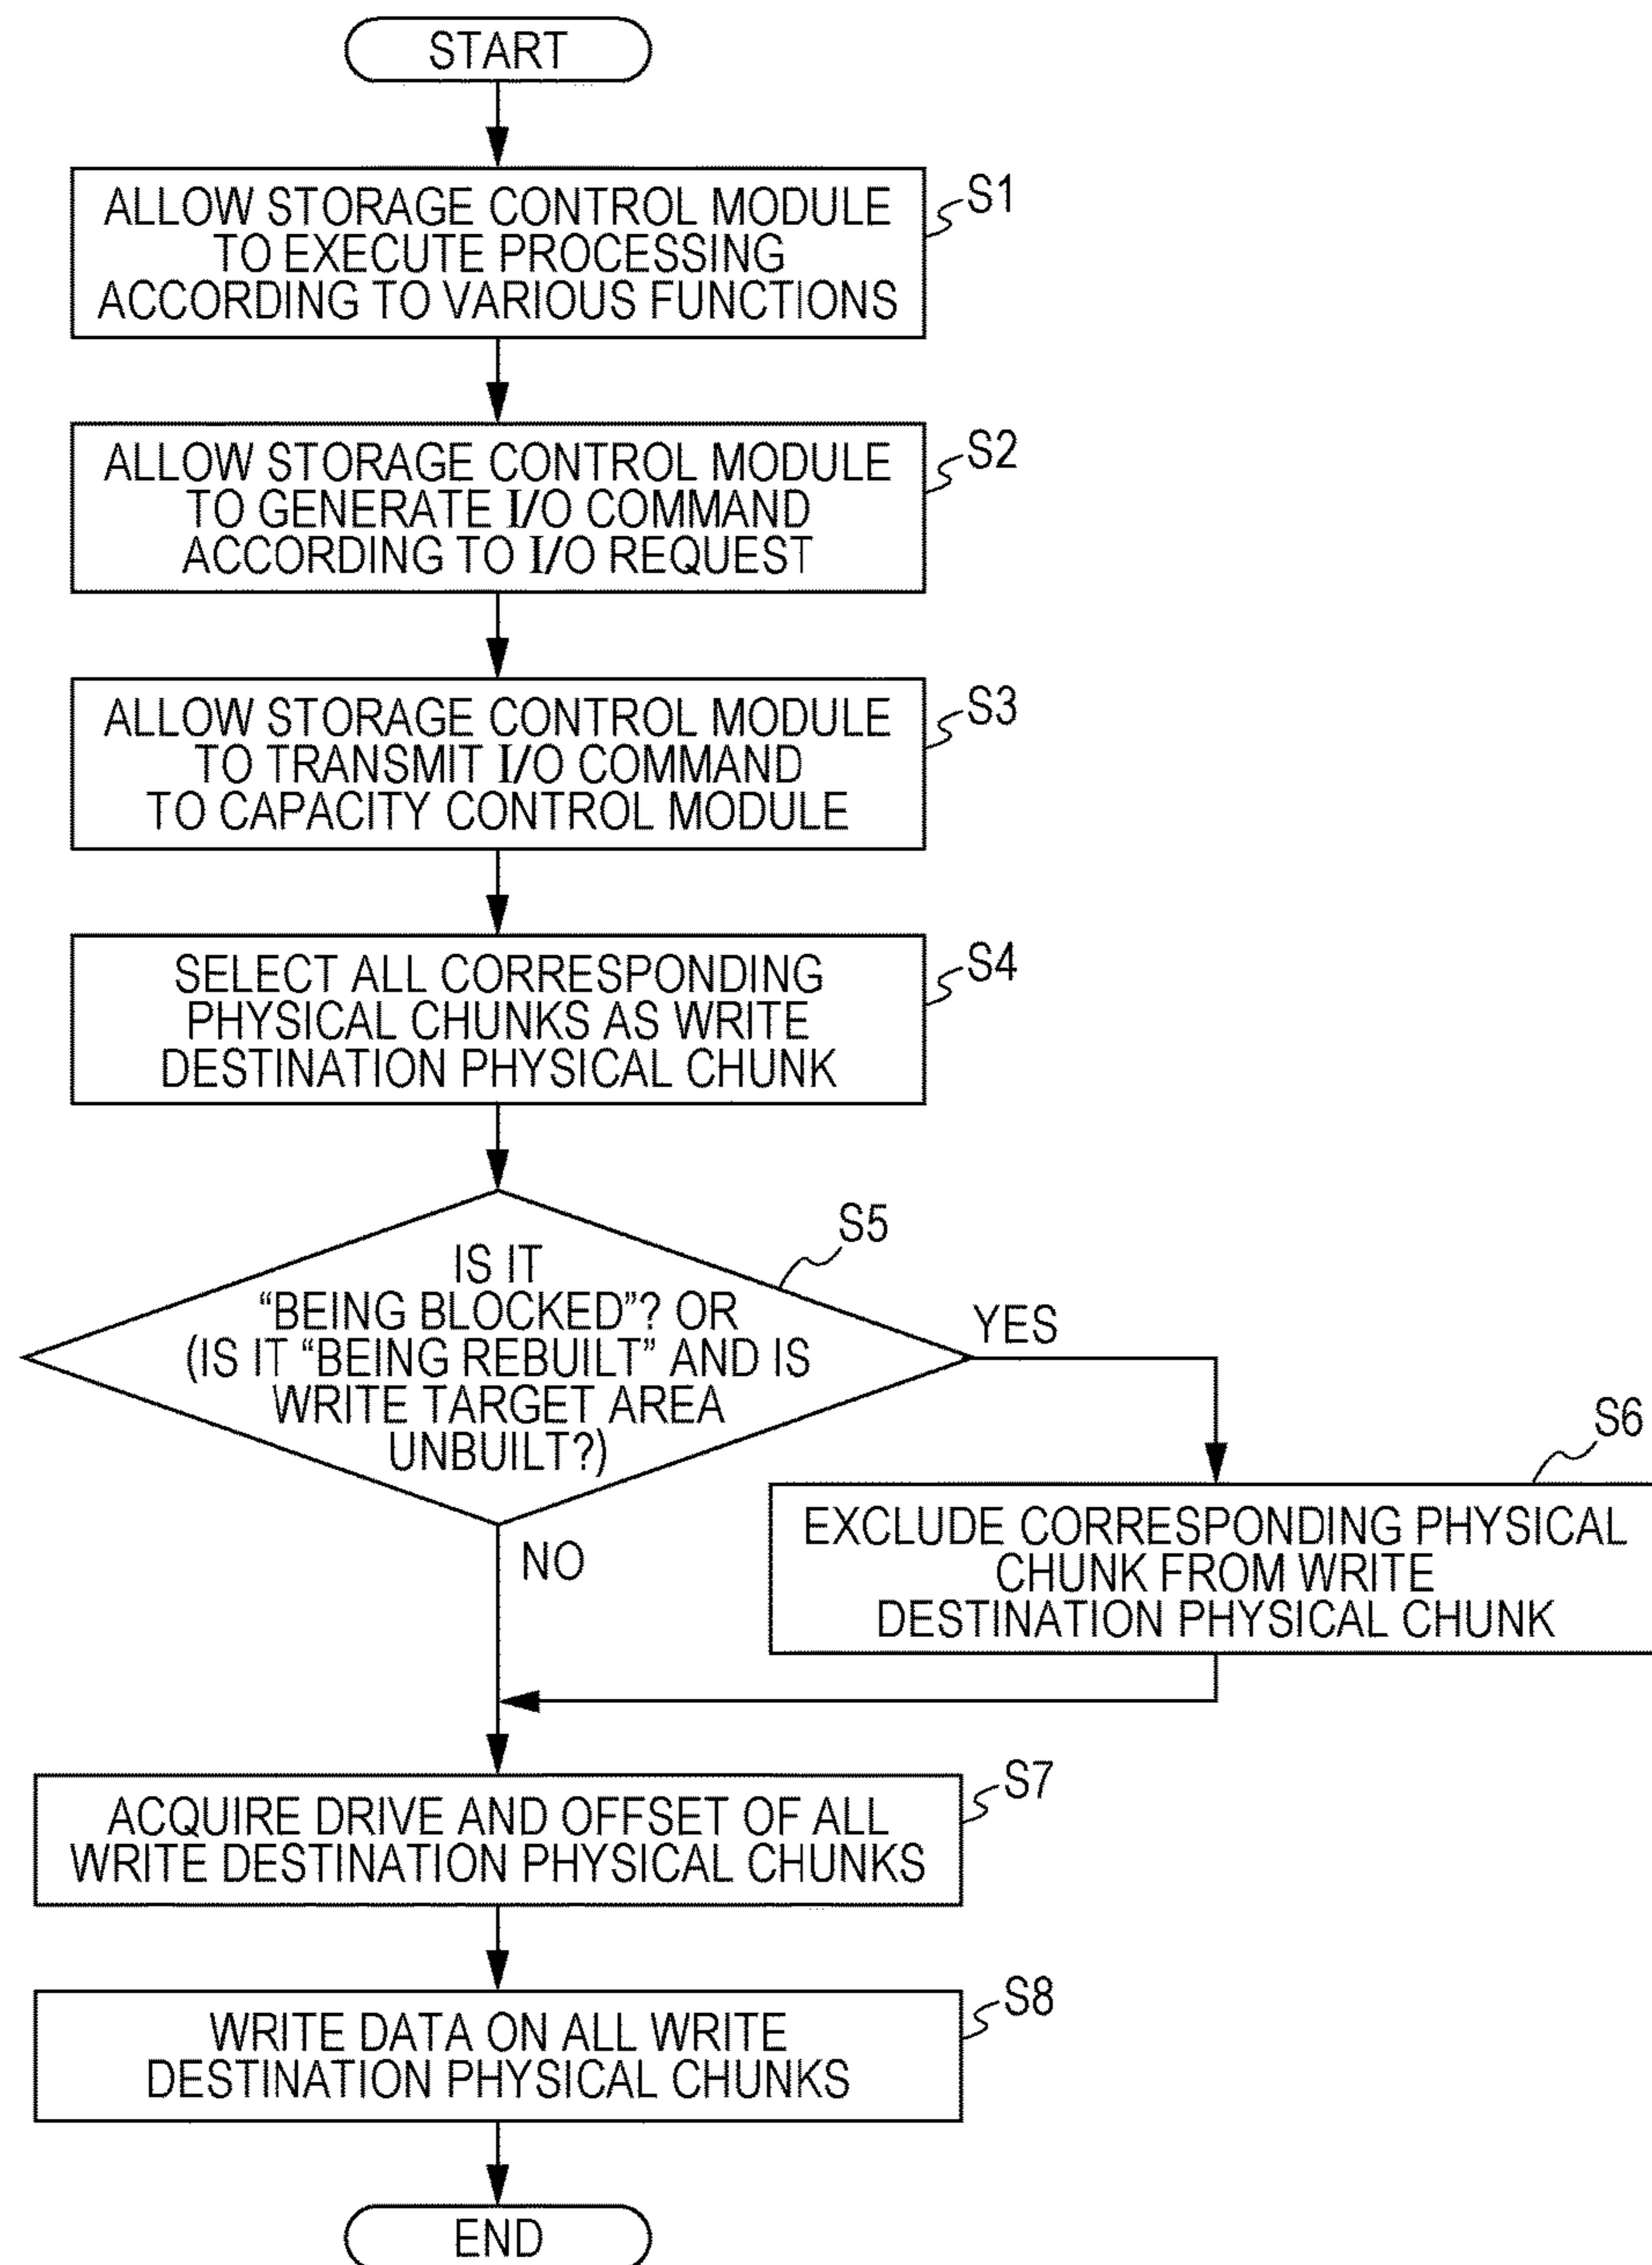 START
ALLOW STORAGE CONTROL MODULE
TO EXECUTE PROCESSING
ACCORDING TO VARIOUS FUNCTIONS
S1
ALLOW STORAGE CONTROL MODULE
TO GENERATE I/O COMMAND
ACCORDING TO I/O REQUEST
S2
ALLOW STORAGE CONTROL MODULE
TO TRANSMIT I/O COMMAND
TO CAPACITY CONTROL MODULE
S3
SELECT ALL CORRESPONDING
PHYSICAL CHUNKS AS WRITE
DESTINATION PHYSICAL CHUNK
S4
IS IT
“BEING BLOCKED”? OR
(IS IT “BEING REBUILT” AND IS
WRITE TARGET AREA
UNBUILT?)
S5
YES
NO
S6
EXCLUDE CORRESPONDING PHYSICAL
CHUNK FROM WRITE
DESTINATION PHYSICAL CHUNK
ACQUIRE DRIVE AND OFFSET OF ALL
WRITE DESTINATION PHYSICAL CHUNKS
S7
WRITE DATA ON ALL WRITE
DESTINATION PHYSICAL CHUNKS
S8
END